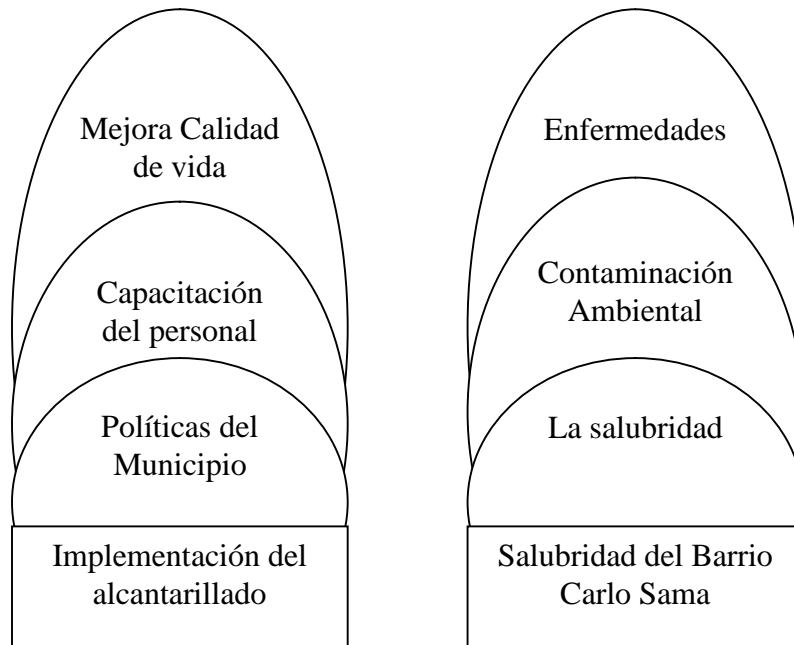 Mejora Calidad
de vida
Capacitación
del personal
Políticas del
Municipio
Implementación del
alcantarillado
Enfermedades
Contaminación
Ambiental
La salubridad
Salubridad del Barrio
Carlo Sama